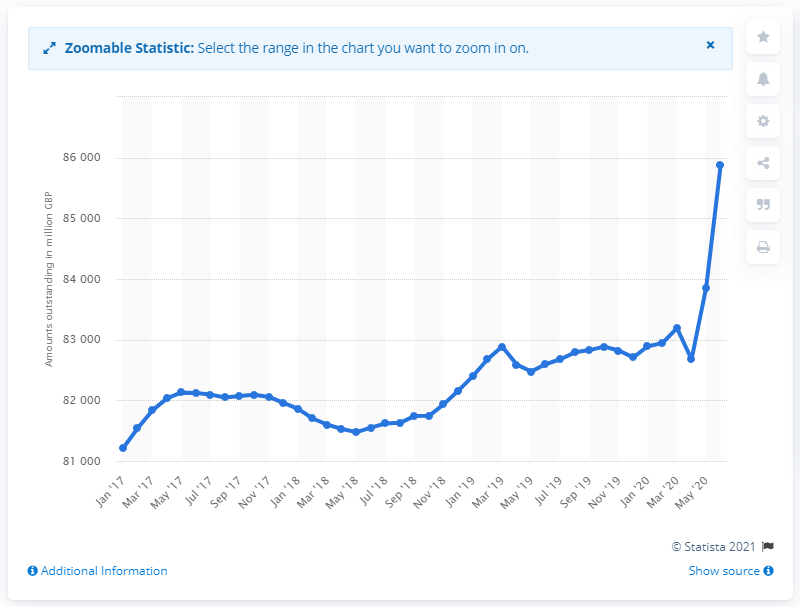 Zoomable Statistic: Select the range in the chart you want to zoom in on.
×
Amounts outstanding in million GBP
86 000
85 000
84 000
83 000
82 000
81 000
Jan '17
Mar '17
May '17
Jul '17
Sep '17
Nov '17
Jan '18
Mar '18
May '18
Jul '18
Sep '18
Nov '18
Jan '19
Mar '19
May '19
Jul '19
Sep '19
Nov '19
Jan '20
Mar '20
May '20
© Statista 2021
Additional Information
Show source